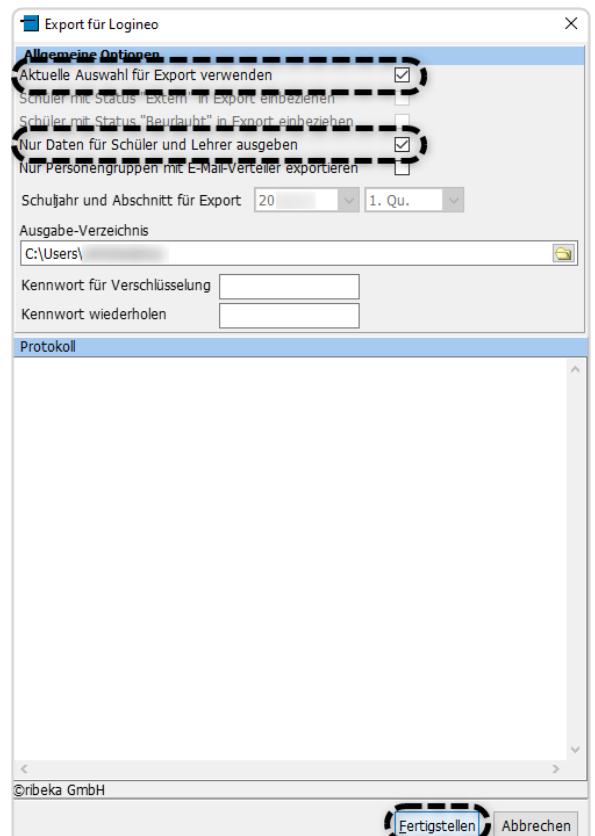 Export für Logineo
Allgemeine Optionen
Aktuelle Auswahl für Export verwenden
Schüler mit Status "Extern" in Export einbeziehen
Schüler mit Status "Beurlaubt" in Export einbeziehen
Nur Daten für Schüler und Lehrer ausgeben
Nur Personengruppen mit E-Mail-Verteiler exportieren
Schuljahr und Abschnitt für Export 20 1. Qu.
Ausgabe-Verzeichnis
C:\Users\
Kennwort für Verschlüsselung
Kennwort wiederholen
Protokoll
©ribeka GmbH
Fertigstellen Abbrechen